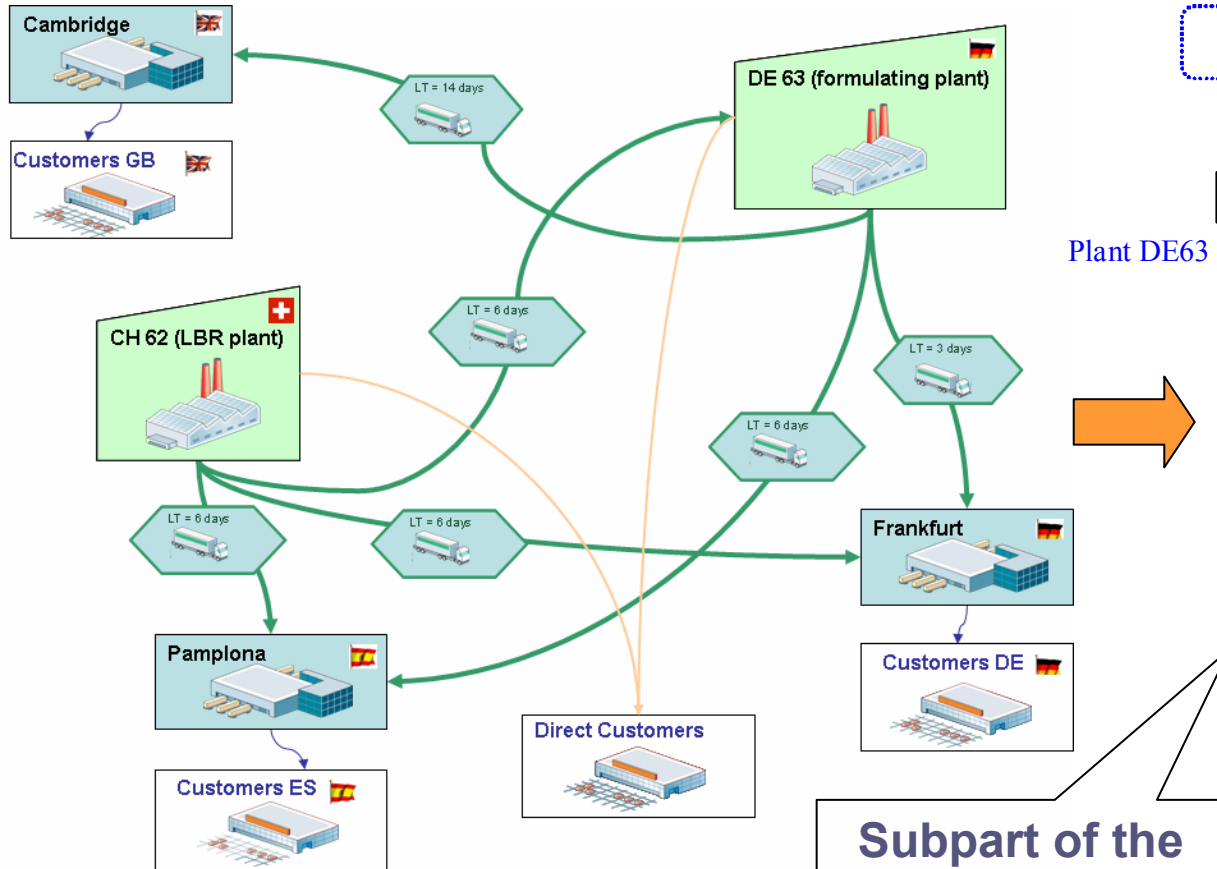 Cambridge
LT = 14 days
DE 63 (formulating plant)
Customers GB
Plant DE63
CH 62 (LBR plant)
LT = 6 days
LT = 3 days
LT = 6 days
LT = 6 days
LT = 6 days
Frankfurt
Pamplona
Customers DE
Direct Customers
Customers ES
Subpart of the